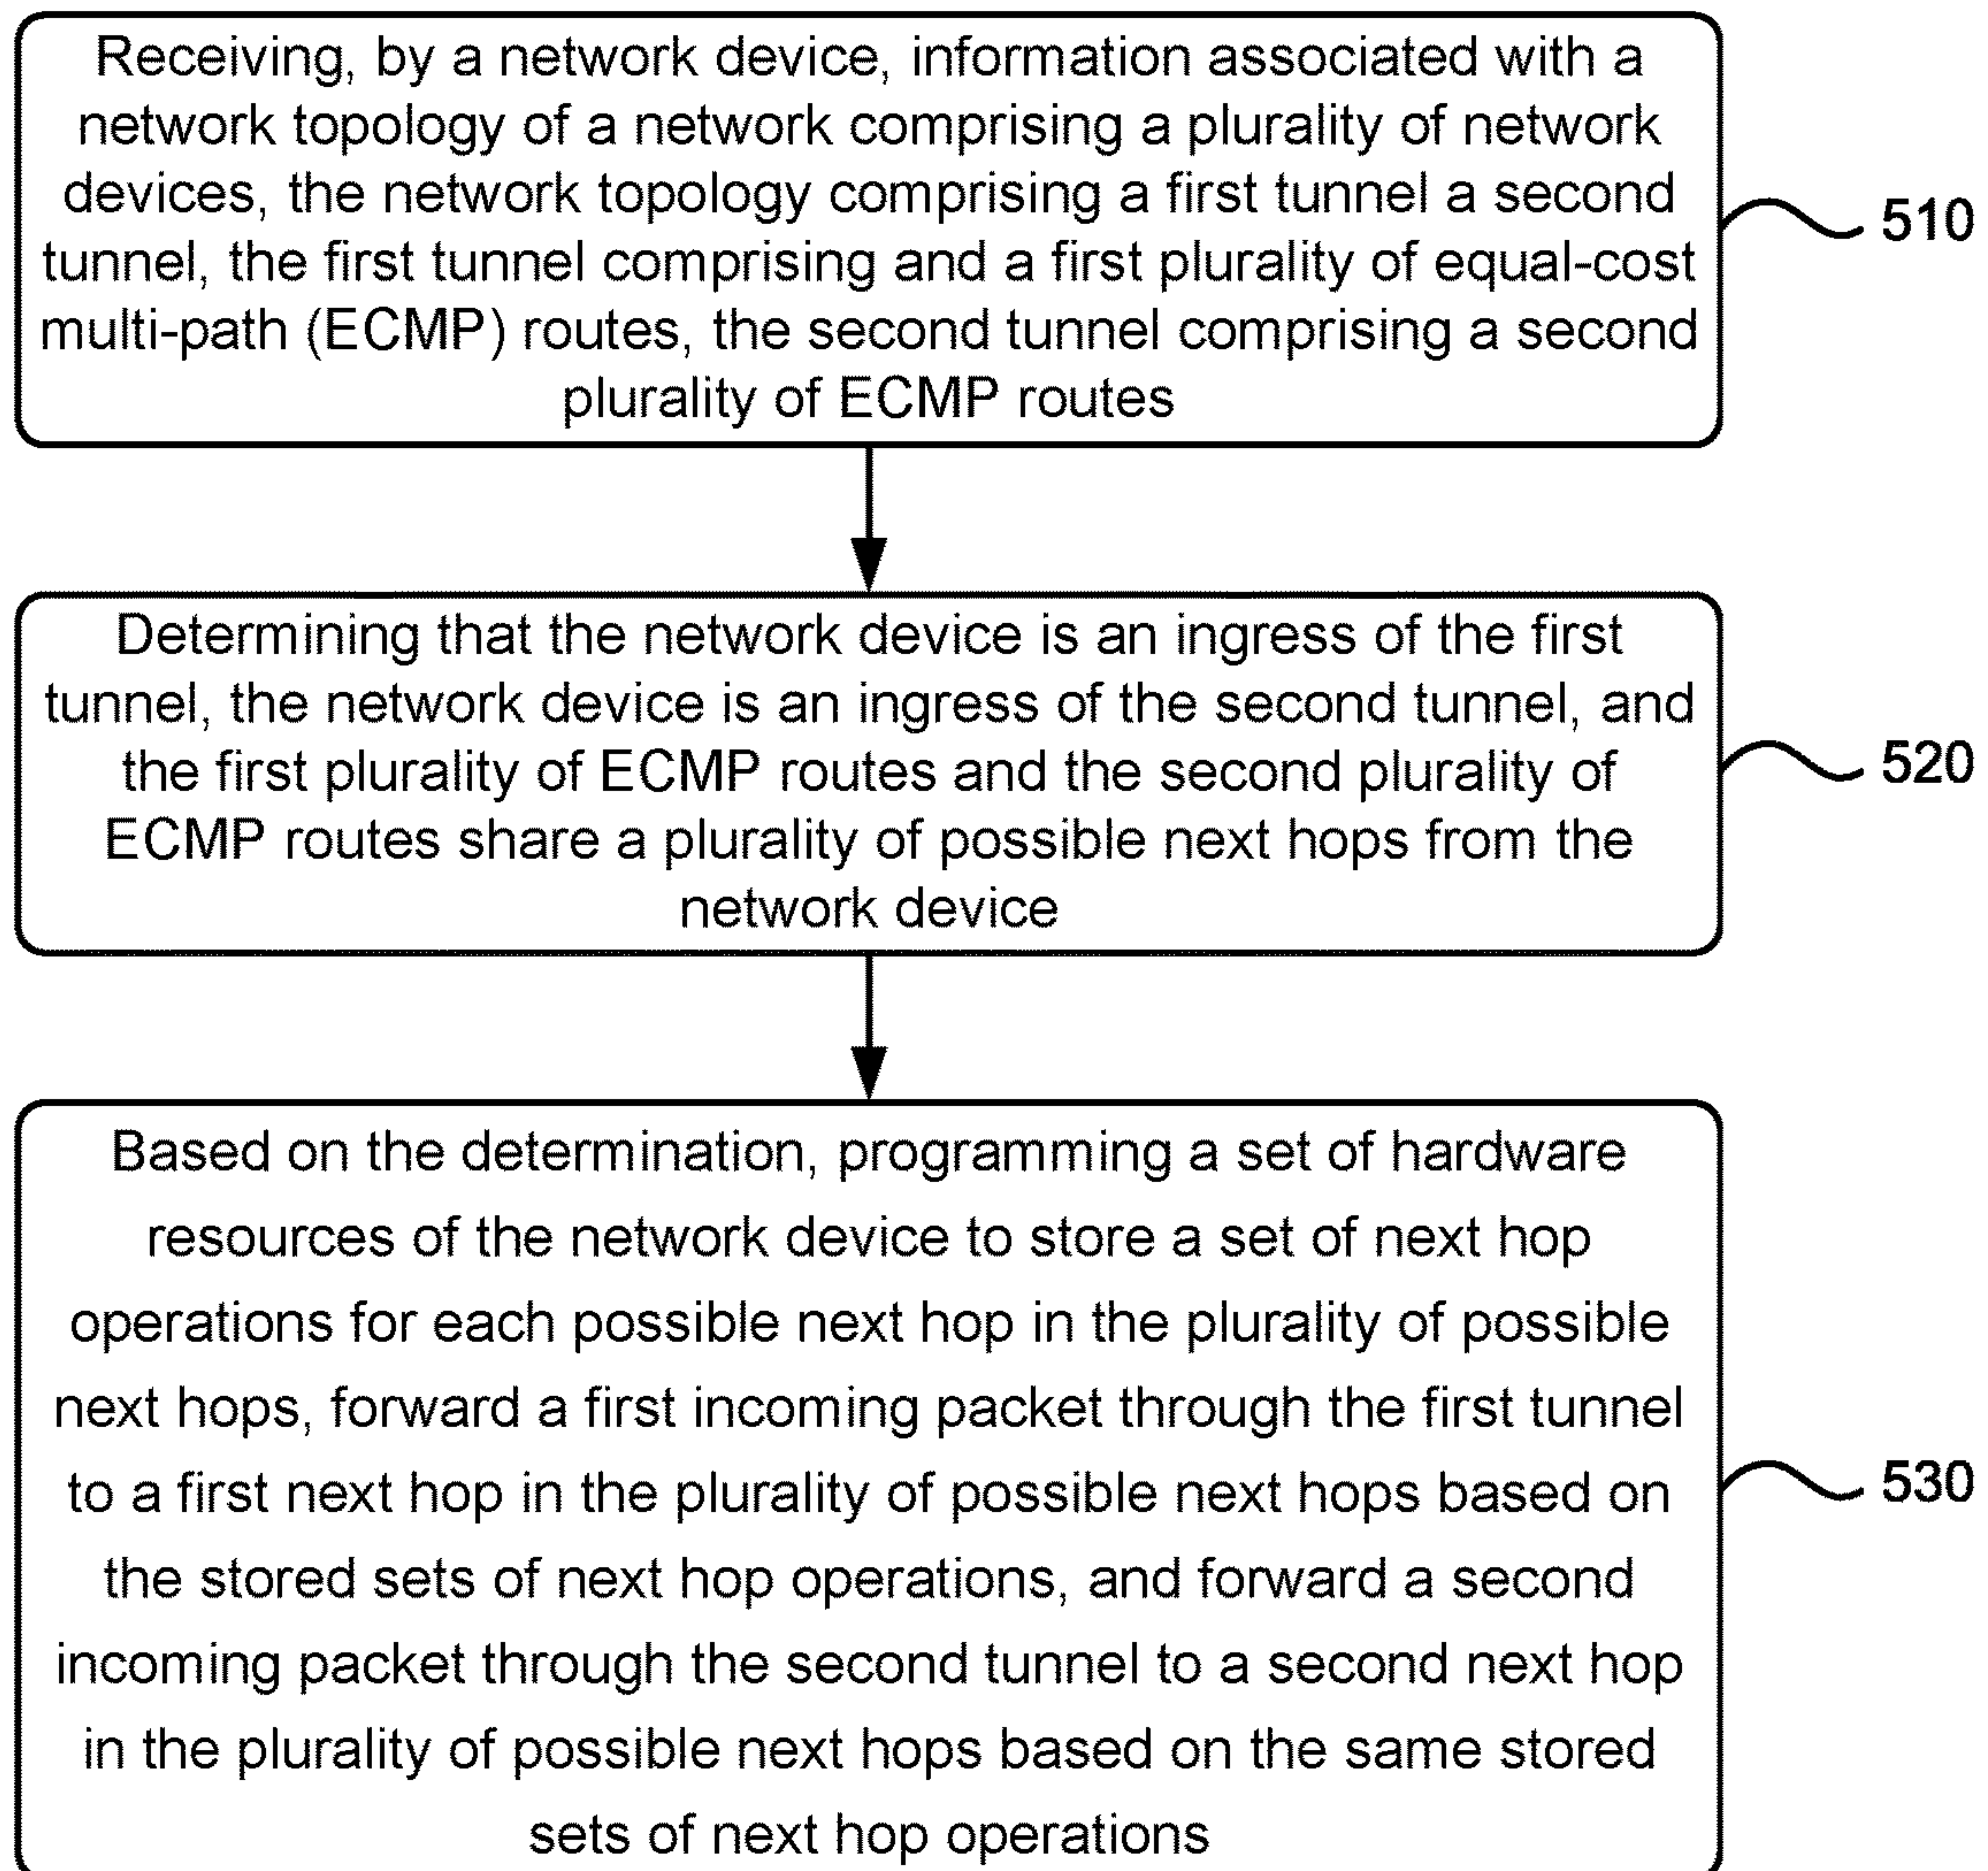 Receiving, by a network device, information associated with a
network topology of a network comprising a plurality of network
devices, the network topology comprising a first tunnel a second
tunnel, the first tunnel comprising and a first plurality of equal-cost
multi-path (ECMP) routes, the second tunnel comprising a second
plurality of ECMP routes
510
Determining that the network device is an ingress of the first
tunnel, the network device is an ingress of the second tunnel, and
the first plurality of ECMP routes and the second plurality of
ECMP routes share a plurality of possible next hops from the
network device
520
Based on the determination, programming a set of hardware
resources of the network device to store a set of next hop
operations for each possible next hop in the plurality of possible
next hops, forward a first incoming packet through the first tunnel
to a first next hop in the plurality of possible next hops based on
the stored sets of next hop operations, and forward a second
incoming packet through the second tunnel to a second next hop
in the plurality of possible next hops based on the same stored
sets of next hop operations
530